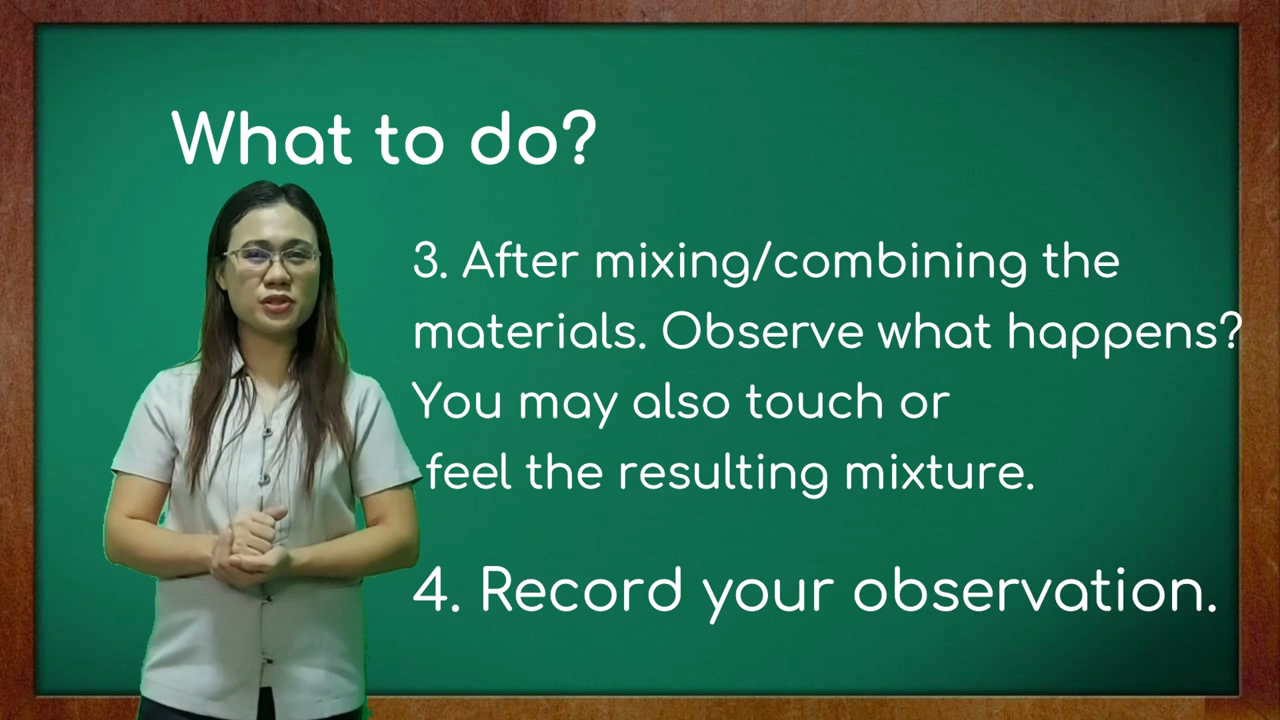 What to do?
3. After mixing/combining the
materials. Observe what happens?
You may also touch or
feel the resulting mixture.
4. Record your observation.